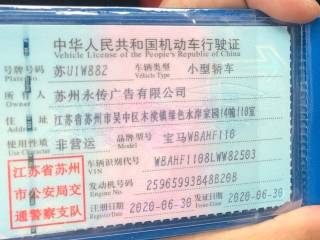 中华人民共和国机动车行驶证
Vehicle License of the People's Republic of China
号牌号码 苏U1W882 车辆类型 小型轿车
Plate No. Vehicle Type
所有人 苏州永传广告有限公司
Owner
住址 江苏省苏州市吴中区木渎镇绿色水岸家园14幢110室
Address
使用性质 非营运 品牌型号 宝马WBAHF110
Use Character Model
江苏省苏州市公安局交通警察支队
车辆识别代号 WBAHF1108LWW82503
VIN
发动机号码 25965993B48B20B
Engine No.
注册日期 2020-06-30 发证日期 2020-06-30
Register Date Issue Date